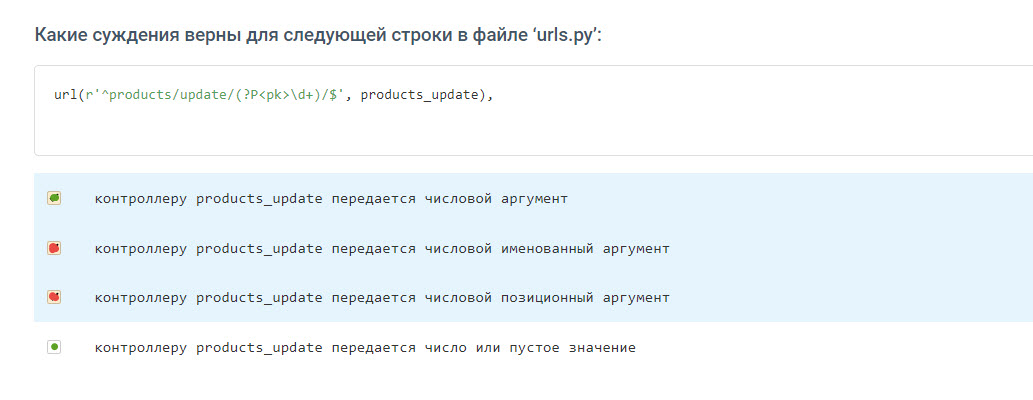 Какие суждения верны для следующей строки в файле ‘urls.py’:
url(r'^products/update/(?P<pk>\d+)/$', products_update),
контроллеру products_update передается числовой аргумент
контроллеру products_update передается числовой именованный аргумент
контроллеру products_update передается числовой позиционный аргумент
контроллеру products_update передается число или пустое значение